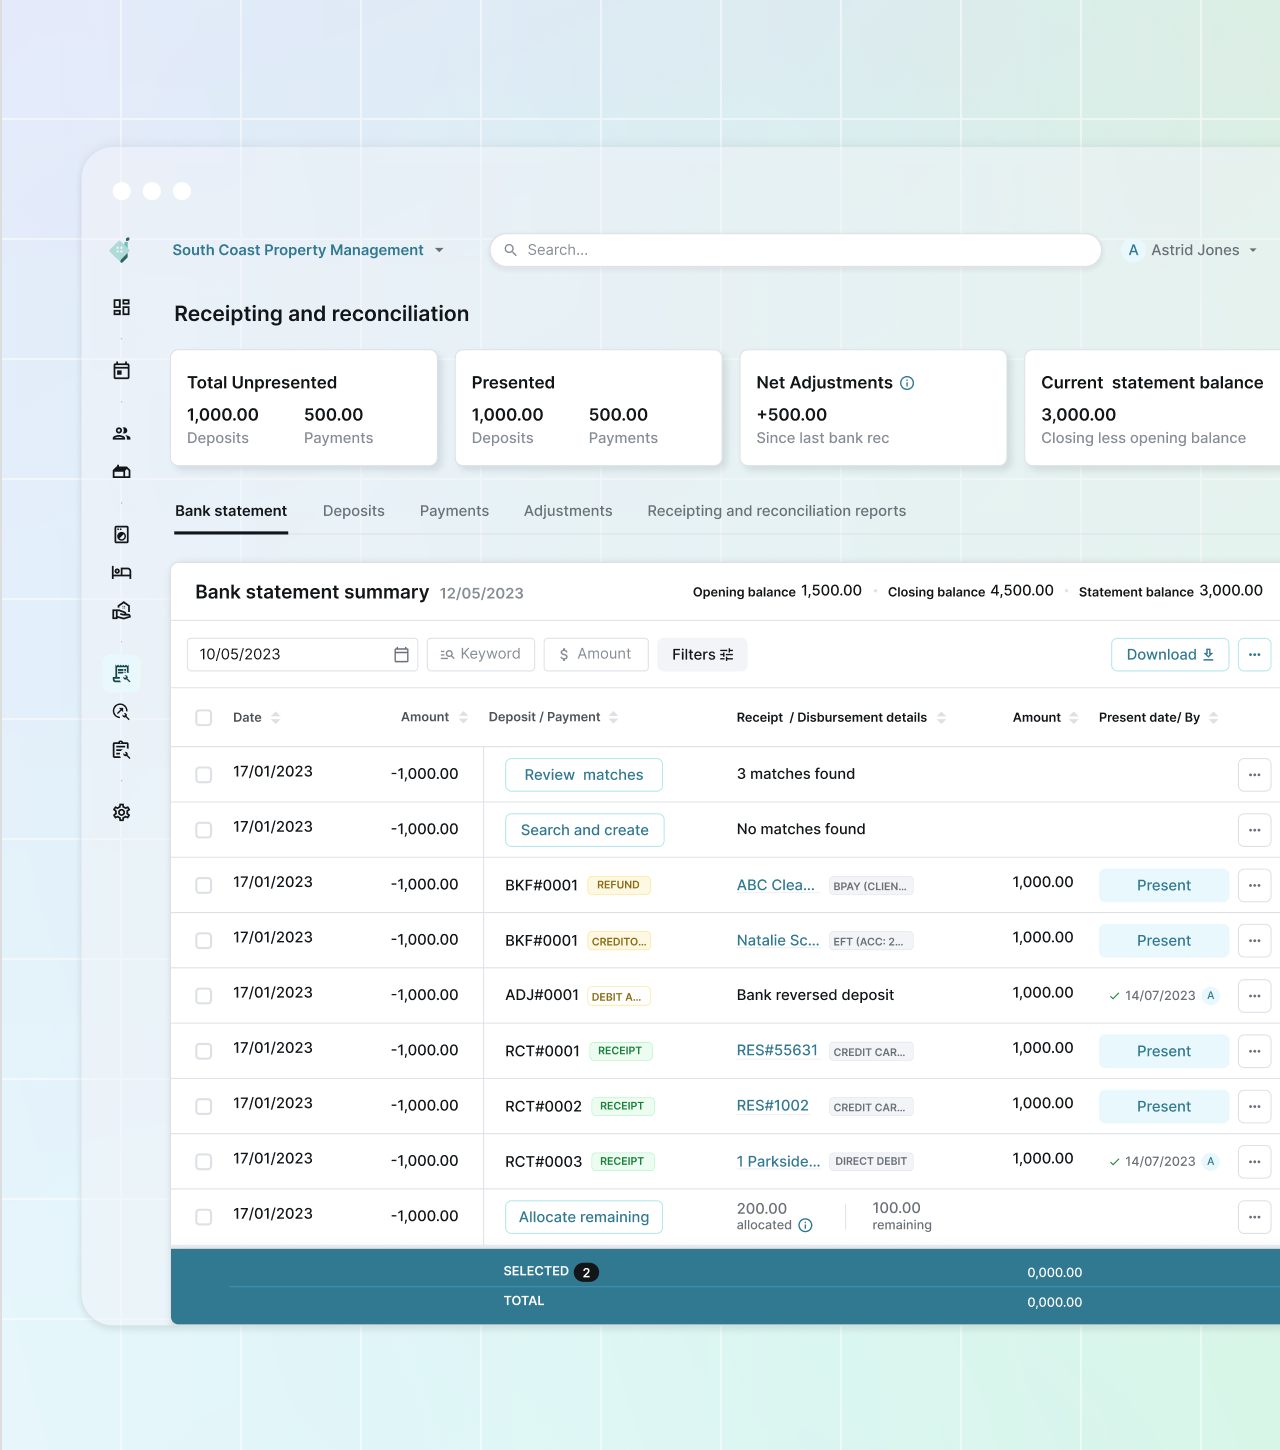 South Coast Property Management
Search...
A Astrid Jones
Receipting and reconciliation
Total Unpresented
1,000.00 500.00
Deposits Payments
Presented
1,000.00 500.00
Deposits Payments
Net Adjustments
+500.00
Since last bank rec
Current statement balance
3,000.00
Closing less opening balance
Bank statement Deposits Payments Adjustments Receipting and reconciliation reports
Bank statement summary 12/05/2023 Opening balance 1,500.00 · Closing balance 4,500.00 · Statement balance 3,000.00
10/05/2023 Keyword $ Amount Filters Download ...
Date Amount Deposit / Payment Receipt / Disbursement details Amount Present date/ By
17/01/2023 -1,000.00 Review matches 3 matches found ...
17/01/2023 -1,000.00 Search and create No matches found ...
17/01/2023 -1,000.00 BKF#0001 REFUND ABC Clea... BPAY (CLIEN... 1,000.00 Present ...
17/01/2023 -1,000.00 BKF#0001 CREDITO... Natalie Sc... EFT (ACC: 2... 1,000.00 Present ...
17/01/2023 -1,000.00 ADJ#0001 DEBIT A... Bank reversed deposit 1,000.00 14/07/2023 A ...
17/01/2023 -1,000.00 RCT#0001 RECEIPT RES#55631 CREDIT CAR... 1,000.00 Present ...
17/01/2023 -1,000.00 RCT#0002 RECEIPT RES#1002 CREDIT CAR... 1,000.00 Present ...
17/01/2023 -1,000.00 RCT#0003 RECEIPT 1 Parkside... DIRECT DEBIT 1,000.00 14/07/2023 A ...
17/01/2023 -1,000.00 Allocate remaining 200.00 allocated 100.00 remaining ...
SELECTED 2 0,000.00
TOTAL 0,000.00